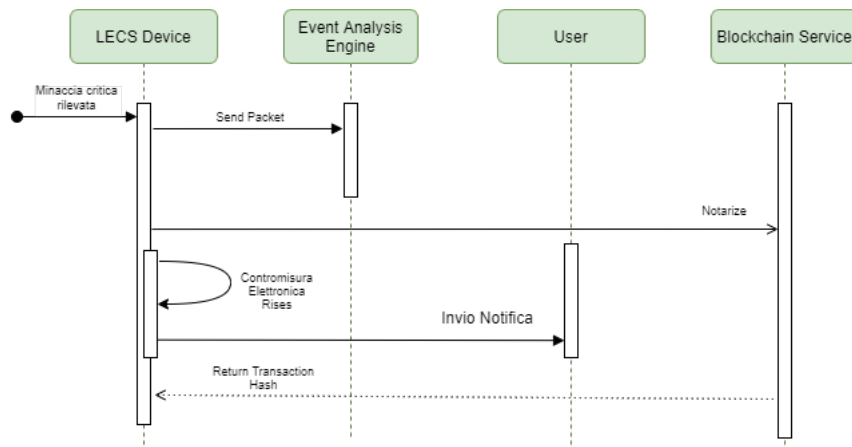 LECS Device
Event Analysis
Engine
User
Blockchain Service
Minaccia critica
rilevata
Send Packet
Notarize
Contromisura
Elettronica
Rises
Invio Notifica
Return Transaction
Hash